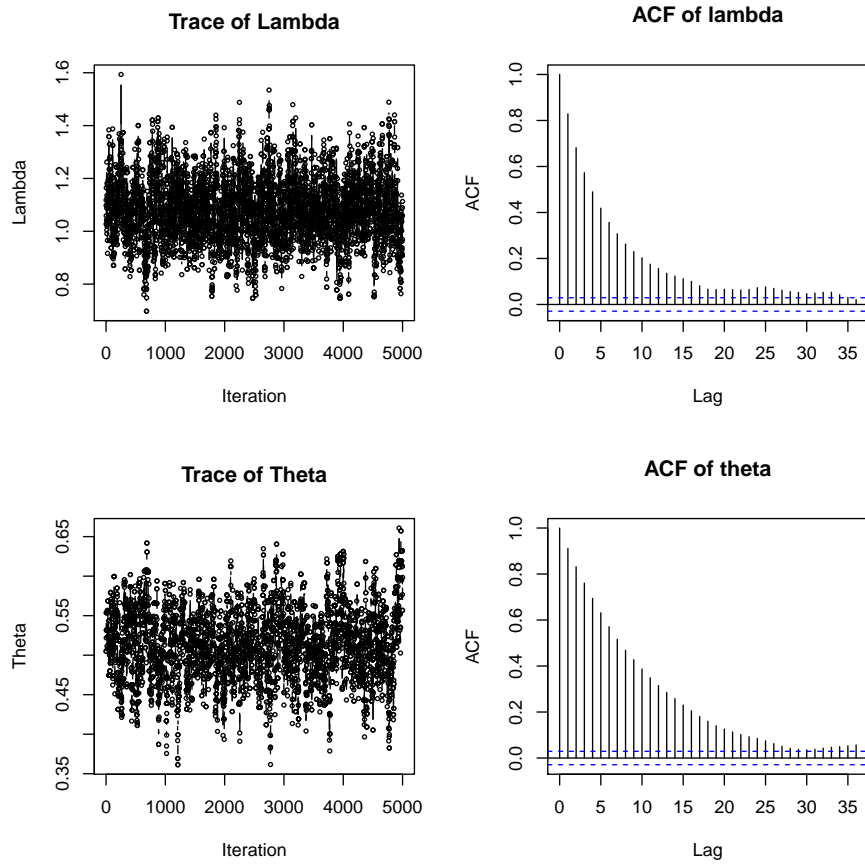 Trace of Lambda
Lambda
1.6
1.4
1.2
1.0
0.8
0 1000 2000 3000 4000 5000
Iteration
ACF of lambda
ACF
1.0
0.8
0.6
0.4
0.2
0.0
0 5 10 15 20 25 30 35
Lag
Trace of Theta
Theta
0.65
0.55
0.45
0.35
0 1000 2000 3000 4000 5000
Iteration
ACF of theta
ACF
1.0
0.8
0.6
0.4
0.2
0.0
0 5 10 15 20 25 30 35
Lag